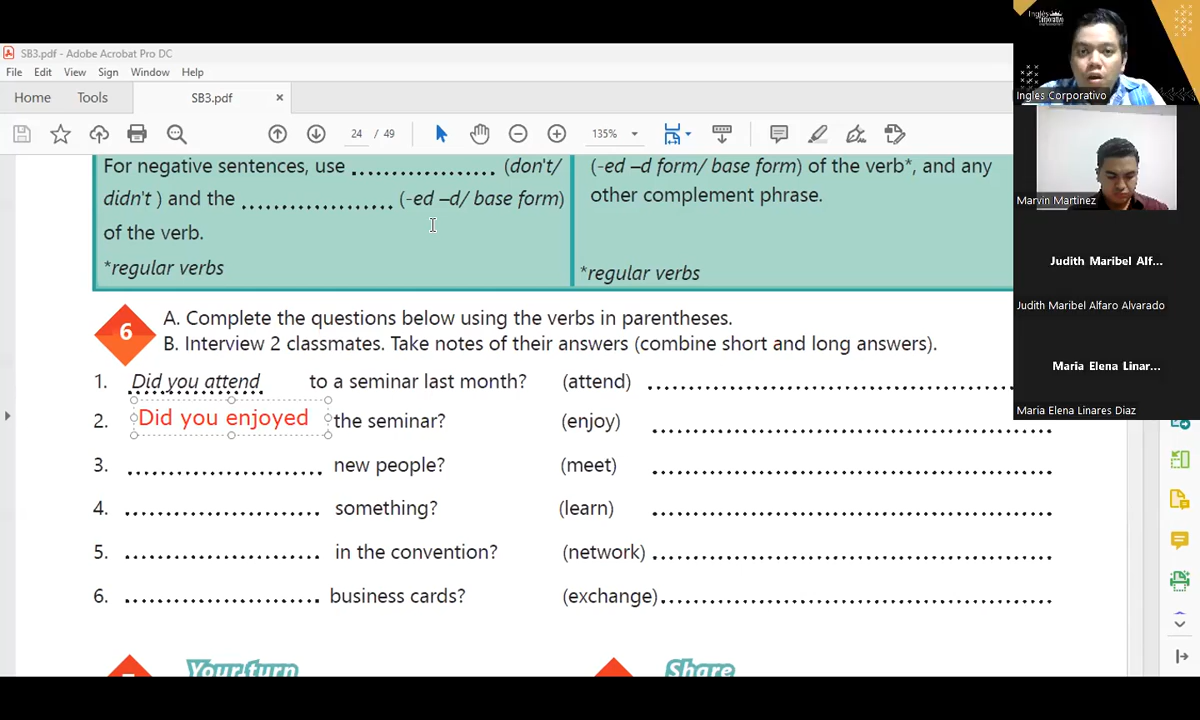 SB3.pdf - Adobe Acrobat Pro DC
File Edit View Sign Window Help
Home Tools SB3.pdf ×
24 / 49 135%
For negative sentences, use .................. (don't/
didn't ) and the .................. (-ed –d/ base form)
of the verb.
*regular verbs
(-ed –d form/ base form) of the verb*, and any
other complement phrase.
*regular verbs
6
A. Complete the questions below using the verbs in parentheses.
B. Interview 2 classmates. Take notes of their answers (combine short and long answers).
1. Did you attend to a seminar last month? (attend) ..................
2. Did you enjoyed the seminar? (enjoy) ..................
3. .................. new people? (meet) ..................
4. .................. something? (learn) ..................
5. .................. in the convention? (network) ..................
6. .................. business cards? (exchange)..................
Your turn
Share
Inglés Corporativo
Ingles Corporativo
Marvin Martinez
Judith Maribel Alf...
Judith Maribel Alfaro Alvarado
Maria Elena Linar...
Maria Elena Linares Diaz